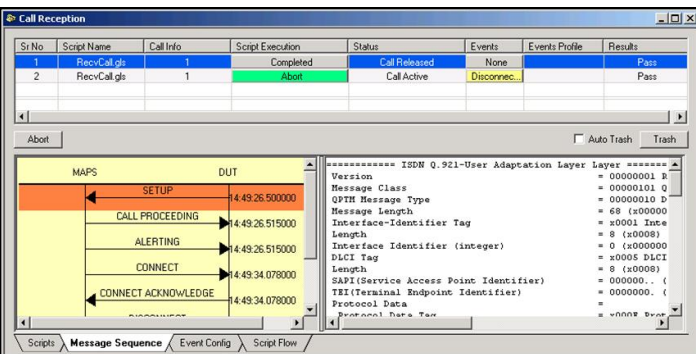 Call Reception
Sr No Script Name Call Info Script Execution Status Events Events Profile Results
1 RecvCall.gls 1 Completed Call Released None Pass
2 RecvCall.gls 1 Abort Call Active Disconnec... Pass
Abort Auto Trash Trash
MAPS DUT
SETUP
14:49:26.500000
CALL PROCEEDING
14:49:26.515000
ALERTING
14:49:26.515000
CONNECT
14:49:34.078000
CONNECT ACKNOWLEDGE
14:49:34.078000
DISCONNECT
============ ISDN Q.921-User Adaptation Layer Layer =======
Version = 00000001 R
Message Class = 00000101 Q
QPTM Message Type = 00000010 D
Message Length = 68 (x00000
Interface-Identifier Tag = x0001 Inte
Length = 8 (x0008)
Interface Identifier (integer) = 0 (x000000
DLCI Tag = x0005 DLCI
Length = 8 (x0008)
SAPI(Service Access Point Identifier) = 000000.. (
TEI(Terminal Endpoint Identifier) = 0000000. (
Protocol Data =
Protocol Data Tag = x000E Prot
Scripts Message Sequence Event Config Script Flow